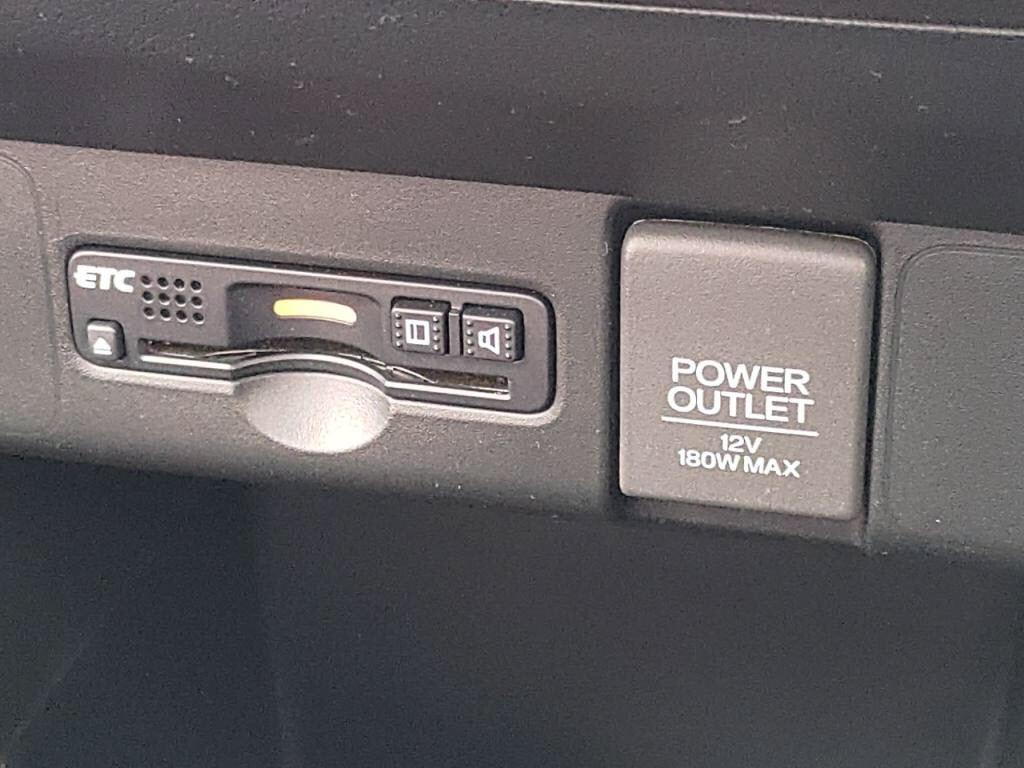 ETC
POWER
OUTLET
12V
180W MAX